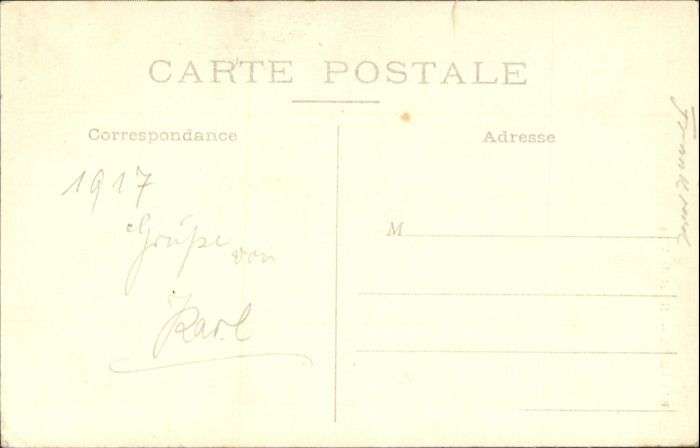 CARTE POSTALE
Correspondance
Adresse
1917
Grüße
von
Karl
M